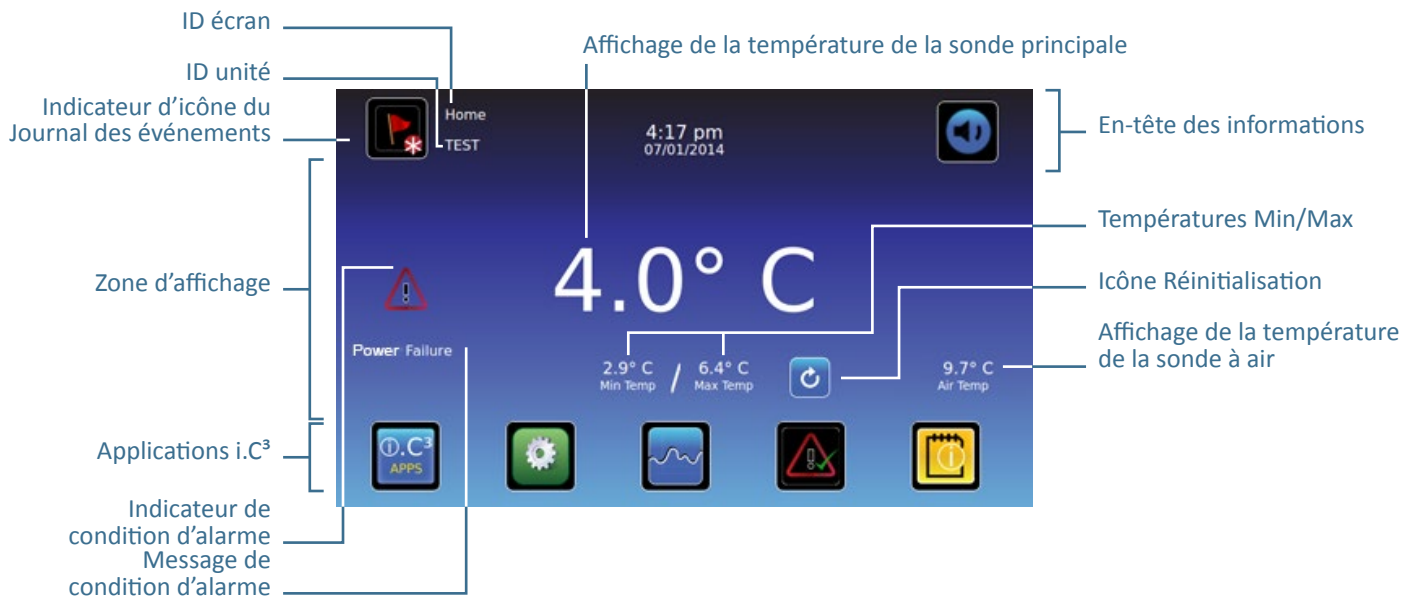 ID écran
Affichage de la température de la sonde principale
ID unité
Indicateur d'icône du
Journal des événements
Home
TEST
4:17 pm
07/01/2014
En-tête des informations
Températures Min/Max
4.0° C
Zone d'affichage
Icône Réinitialisation
Power Failure
2.9° C
Min Temp
/
6.4° C
Max Temp
9.7° C
Air Temp
Affichage de la température
de la sonde à air
Applications i.C³
i.C³
APPS
Indicateur de
condition d'alarme
Message de
condition d'alarme